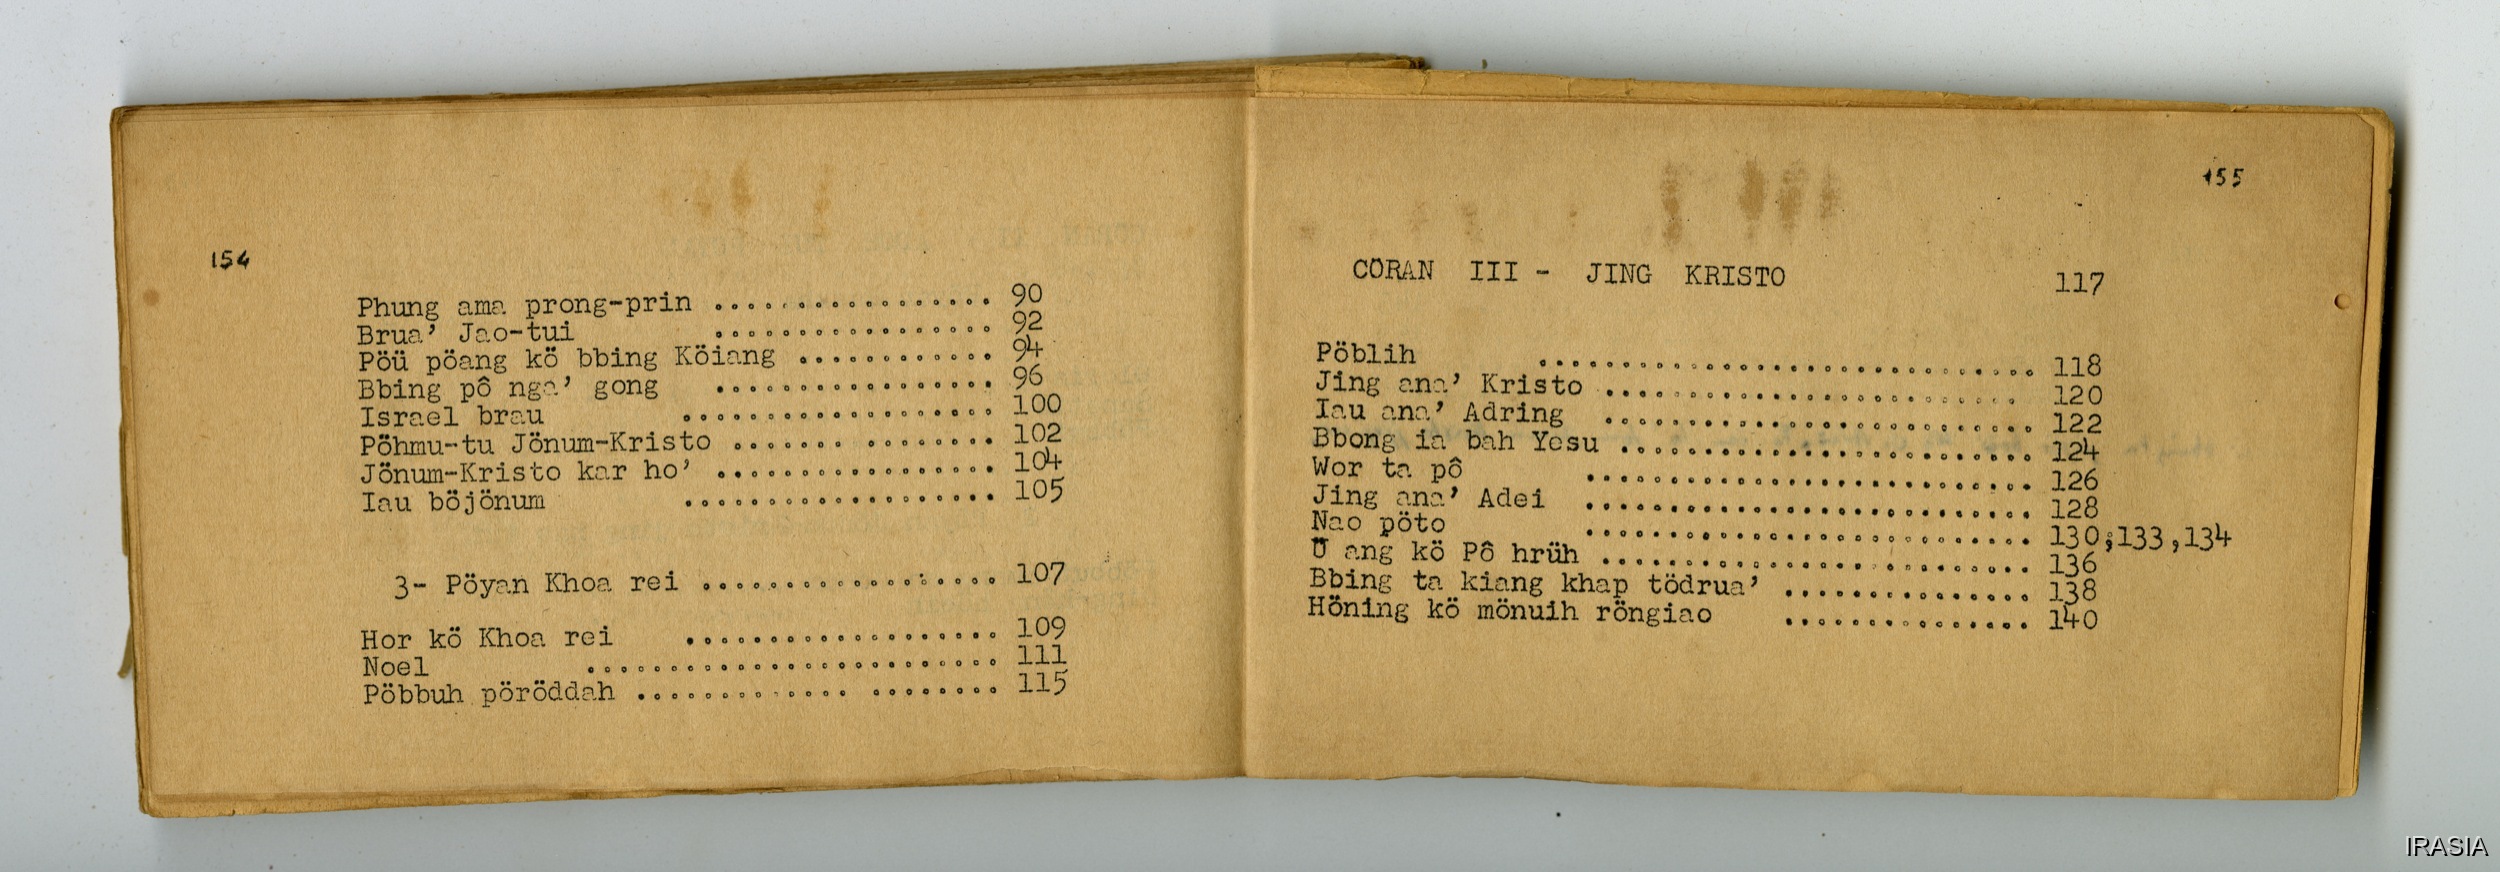 154
Phung ama prong-prin ................. 90
Brua' Jao-tui ................. 92
Pöü pöang kö bbing Köiang ............ 94
Bbing pô nga' gong ................. 96
Israel brau ................... 100
Pöhmu-tu Jönum-Kristo ....... ........ 102
Jönum-Kristo kar ho' ................. 104
Iau böjönum ................... 105
3- Pöyan Khoa rei .................. 107
Hor kö Khoa rei ................... 109
Noel ......................... 111
Pöbbuh pöröddah ............. ........ 115
155
CÖRAN III - JING KRISTO 117
Pöblih .............................. 118
Jing ana' Kristo ......................... 120
Iau ana' Adring .......................... 122
Bbong ia bah Yesu ......................... 124
Wor ta pô ........................... 126
Jing ana' Adei ........................... 128
Nao pöto ........................... 130;133,134
Ü ang kö Pô hrüh .......................... 136
Bbing ta kiang khap tödrua' ............... 138
Höning kö mönuih röngiao ............... 140
IRASIA